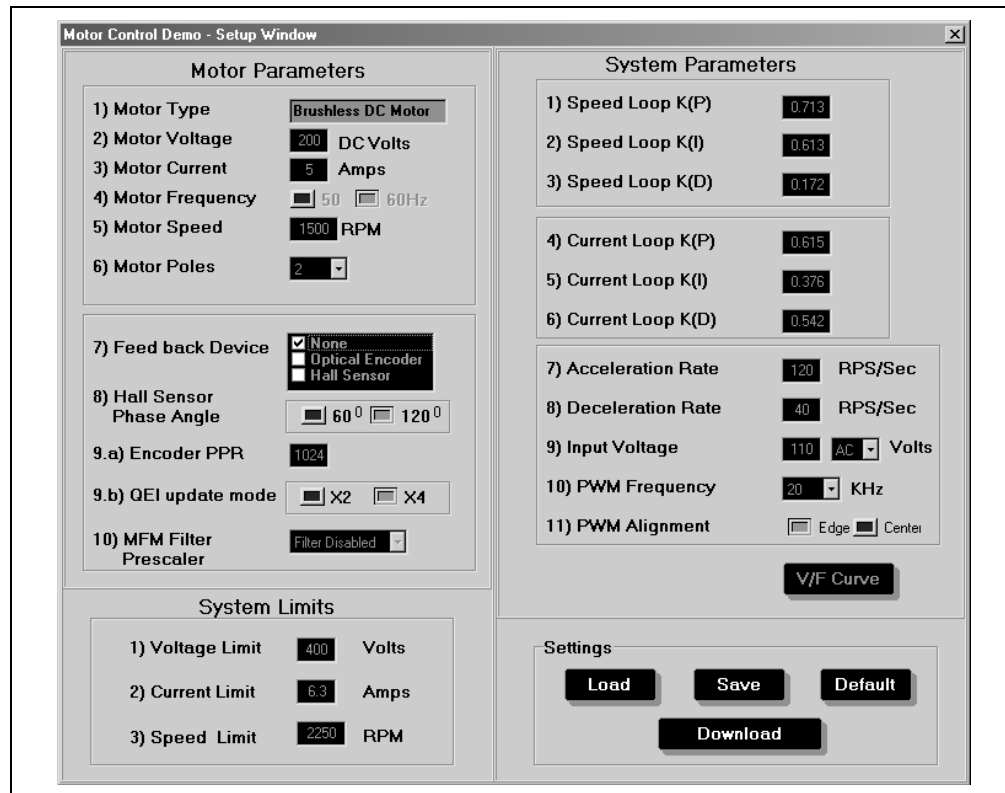 Motor Control Demo - Setup Window
Motor Parameters
1) Motor Type Brushless DC Motor
2) Motor Voltage 200 DC Volts
3) Motor Current 5 Amps
4) Motor Frequency 50 60Hz
5) Motor Speed 1500 RPM
6) Motor Poles 2
7) Feed back Device None
Optical Encoder
Hall Sensor
8) Hall Sensor
Phase Angle 60⁰ 120⁰
9.a) Encoder PPR 1024
9.b) QEI update mode X2 X4
10) MFM Filter
Prescaler Filter Disabled
System Limits
1) Voltage Limit 400 Volts
2) Current Limit 6.3 Amps
3) Speed Limit 2250 RPM
System Parameters
1) Speed Loop K(P) 0.713
2) Speed Loop K(I) 0.613
3) Speed Loop K(D) 0.172
4) Current Loop K(P) 0.615
5) Current Loop K(I) 0.376
6) Current Loop K(D) 0.542
7) Acceleration Rate 120 RPS/Sec
8) Deceleration Rate 40 RPS/Sec
9) Input Voltage 110 AC Volts
10) PWM Frequency 20 KHz
11) PWM Alignment Edge Center
V/F Curve
Settings
Load Save Default
Download